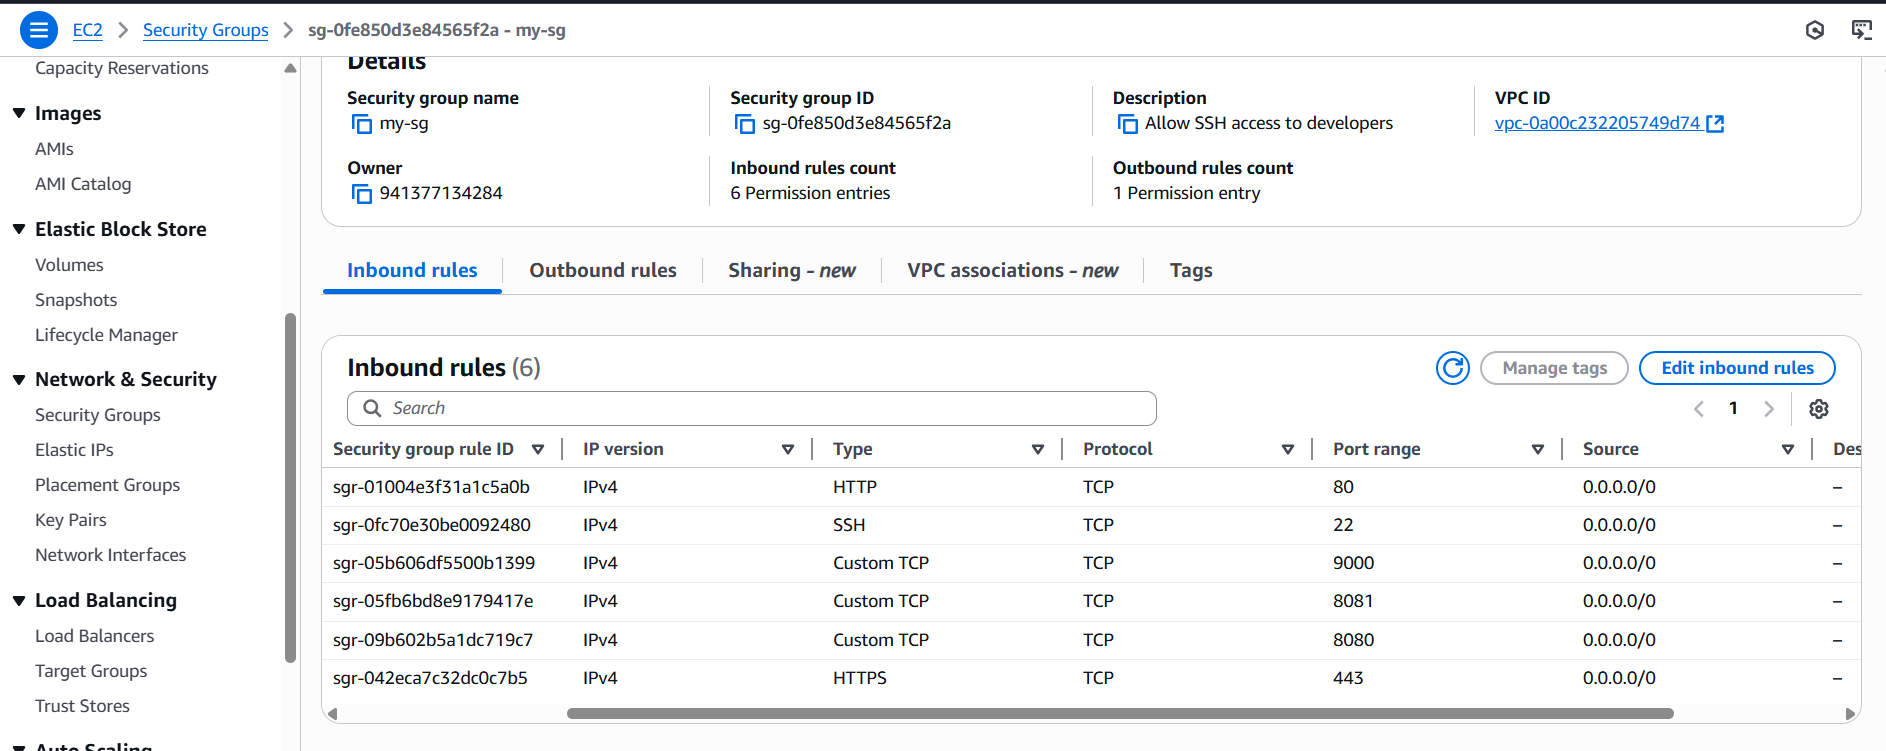 EC2 > Security Groups > sg-0fe850d3e84565f2a - my-sg
Capacity Reservations
Images
AMIs
AMI Catalog
Elastic Block Store
Volumes
Snapshots
Lifecycle Manager
Network & Security
Security Groups
Elastic IPs
Placement Groups
Key Pairs
Network Interfaces
Load Balancing
Load Balancers
Target Groups
Trust Stores
Auto Scaling
Details
Security group name
my-sg
Security group ID
sg-0fe850d3e84565f2a
Description
Allow SSH access to developers
VPC ID
vpc-0a00c232205749d74
Owner
941377134284
Inbound rules count
6 Permission entries
Outbound rules count
1 Permission entry
Inbound rules Outbound rules Sharing - new VPC associations - new Tags
Inbound rules (6)
Manage tags Edit inbound rules
Search
1
Security group rule ID IP version Type Protocol Port range Source Des
sgr-01004e3f31a1c5a0b IPv4 HTTP TCP 80 0.0.0.0/0 –
sgr-0fc70e30be0092480 IPv4 SSH TCP 22 0.0.0.0/0 –
sgr-05b606df5500b1399 IPv4 Custom TCP TCP 9000 0.0.0.0/0 –
sgr-05fb6bd8e9179417e IPv4 Custom TCP TCP 8081 0.0.0.0/0 –
sgr-09b602b5a1dc719c7 IPv4 Custom TCP TCP 8080 0.0.0.0/0 –
sgr-042eca7c32dc0c7b5 IPv4 HTTPS TCP 443 0.0.0.0/0 –